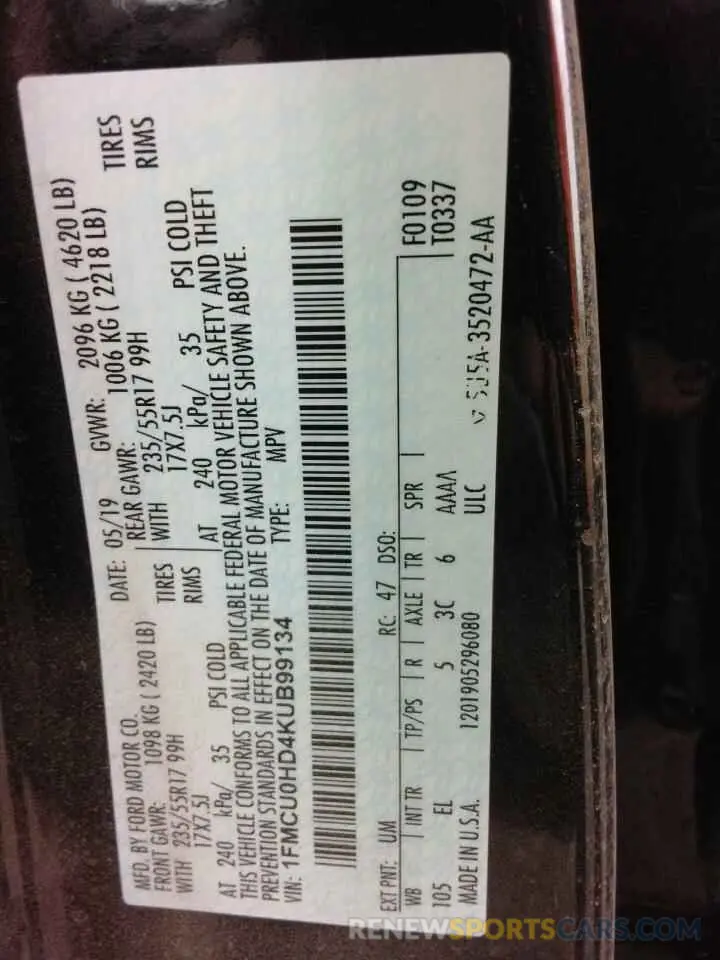 MFD. BY FORD MOTOR CO.
DATE: 05/19 GVWR: 2096 KG ( 4620 LB)
FRONT GAWR: 1098 KG ( 2420 LB)
REAR GAWR: 1006 KG ( 2218 LB)
WITH 235/55R17 99H TIRES
WITH 235/55R17 99H TIRES
17X7.5J RIMS
17X7.5J RIMS
AT 240 kPa/ 35 PSI COLD
AT 240 kPa/ 35 PSI COLD
THIS VEHICLE CONFORMS TO ALL APPLICABLE FEDERAL MOTOR VEHICLE SAFETY AND THEFT
PREVENTION STANDARDS IN EFFECT ON THE DATE OF MANUFACTURE SHOWN ABOVE.
VIN: 1FMCU0HD4KUB99134 TYPE: MPV
EXT PNT: UM RC: 47 DSO: F0109
WB INT TR TP/PS R AXLE TR SPR T0337
105 EL 5 3C 6 AAAA
MADE IN U.S.A. 1201905296080 ULC 3520472-AA
RENEWSPORTSCARS.COM